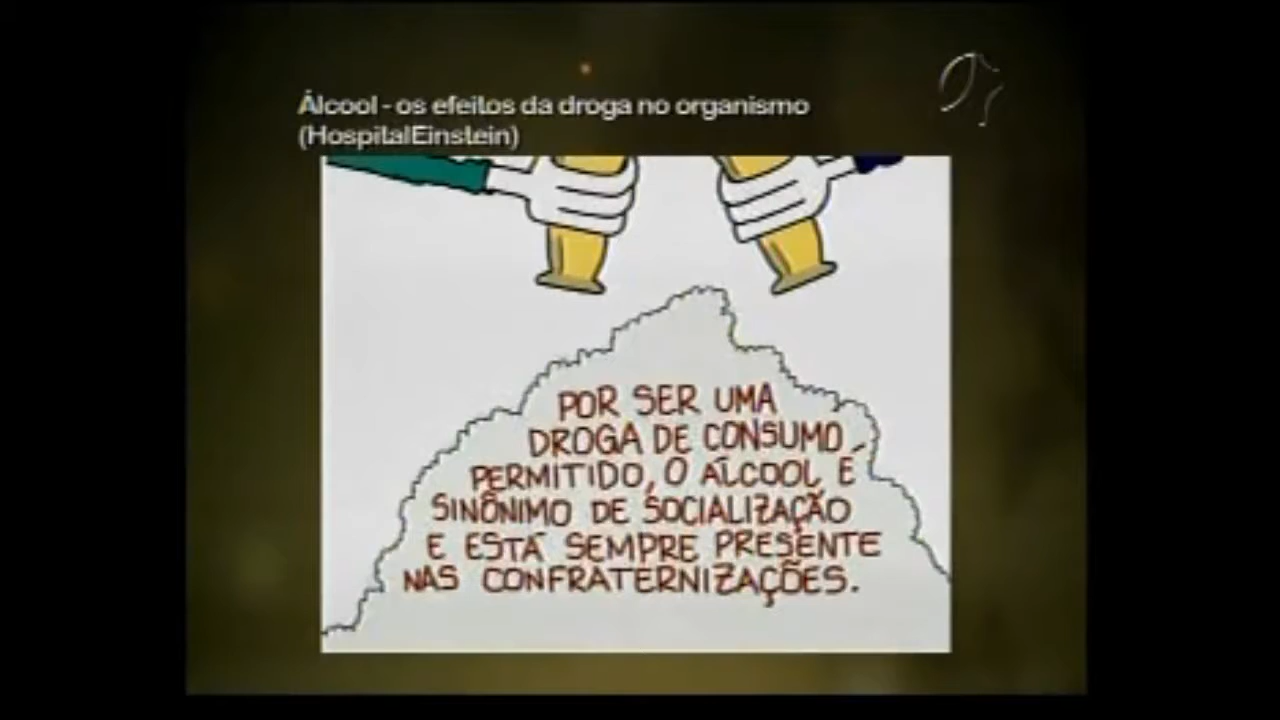 Álcool - os efeitos da droga no organismo
(HospitalEinstein)
POR SER UMA
DROGA DE CONSUMO
PERMITIDO, O ÁLCOOL É
SINÔNIMO DE SOCIALIZAÇÃO
E ESTÁ SEMPRE PRESENTE
NAS CONFRATERNIZAÇÕES.